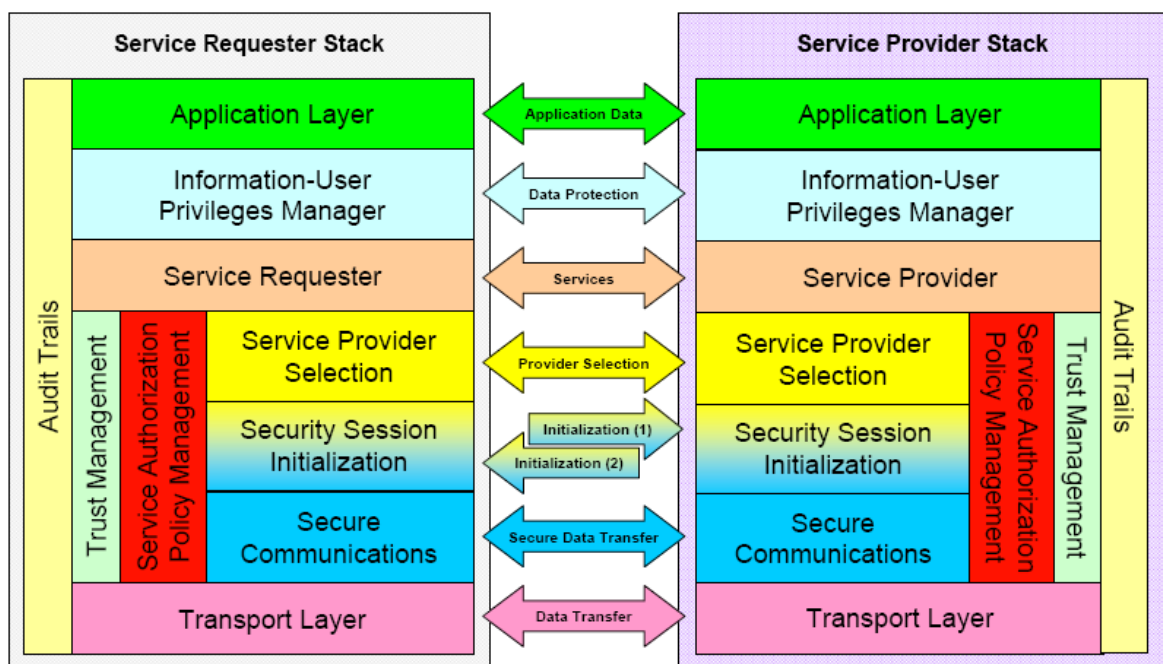 Service Requester Stack
Audit Trails
Application Layer
Information-User
Privileges Manager
Service Requester
Trust Management
Service Authorization
Policy Management
Service Provider
Selection
Security Session
Initialization
Secure
Communications
Transport Layer
Application Data
Data Protection
Services
Provider Selection
Initialization (1)
Initialization (2)
Secure Data Transfer
Data Transfer
Service Provider Stack
Application Layer
Information-User
Privileges Manager
Service Provider
Service Provider
Selection
Security Session
Initialization
Secure
Communications
Service Authorization
Policy Management
Trust Management
Transport Layer
Audit Trails